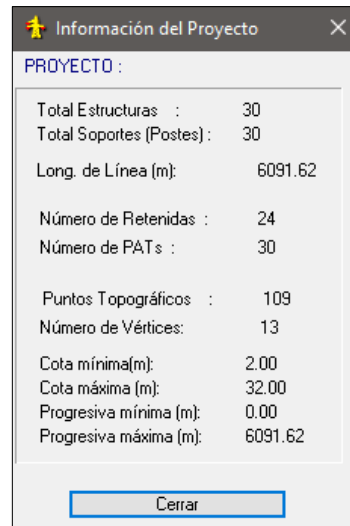 Información del Proyecto
PROYECTO :
Total Estructuras : 30
Total Soportes (Postes) : 30
Long. de Línea (m): 6091.62
Número de Retenidas : 24
Número de PATs : 30
Puntos Topográficos : 109
Número de Vértices: 13
Cota mínima(m): 2.00
Cota máxima (m): 32.00
Progresiva mínima (m): 0.00
Progresiva máxima (m): 6091.62
Cerrar